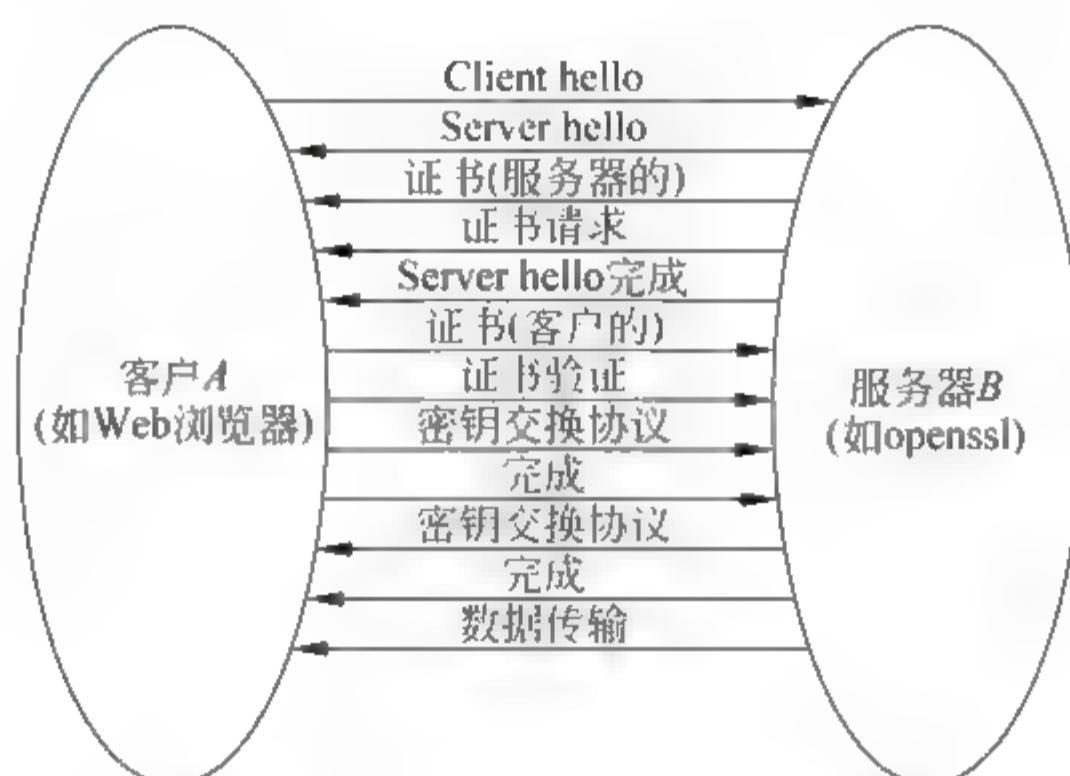 Client hello
Server hello
证书(服务器的)
证书请求
Server hello完成
证书(客户的)
证书验证
密钥交换协议
完成
密钥交换协议
完成
数据传输
客户A
(如Web浏览器)
服务器B
(如openssl)